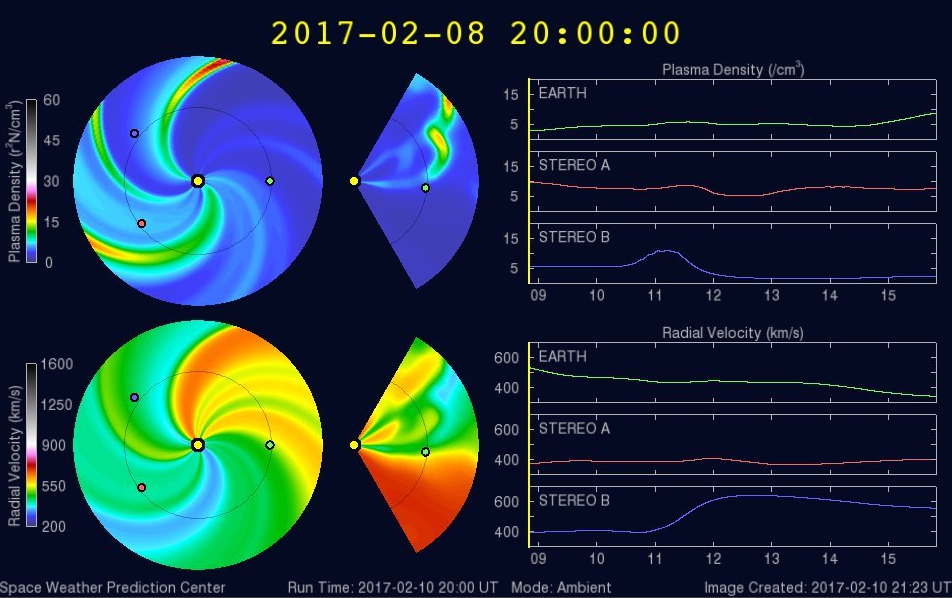 2017-02-08 20:00:00
Plasma Density (r²N/cm³)
60
45
30
15
0
Plasma Density (/cm³)
15
5
EARTH
15
5
STEREO A
15
5
STEREO B
09 10 11 12 13 14 15
Radial Velocity (km/s)
1600
1250
900
550
200
Radial Velocity (km/s)
600
400
EARTH
600
400
STEREO A
600
400
STEREO B
09 10 11 12 13 14 15
Space Weather Prediction Center Run Time: 2017-02-10 20:00 UT Mode: Ambient Image Created: 2017-02-10 21:23 UT